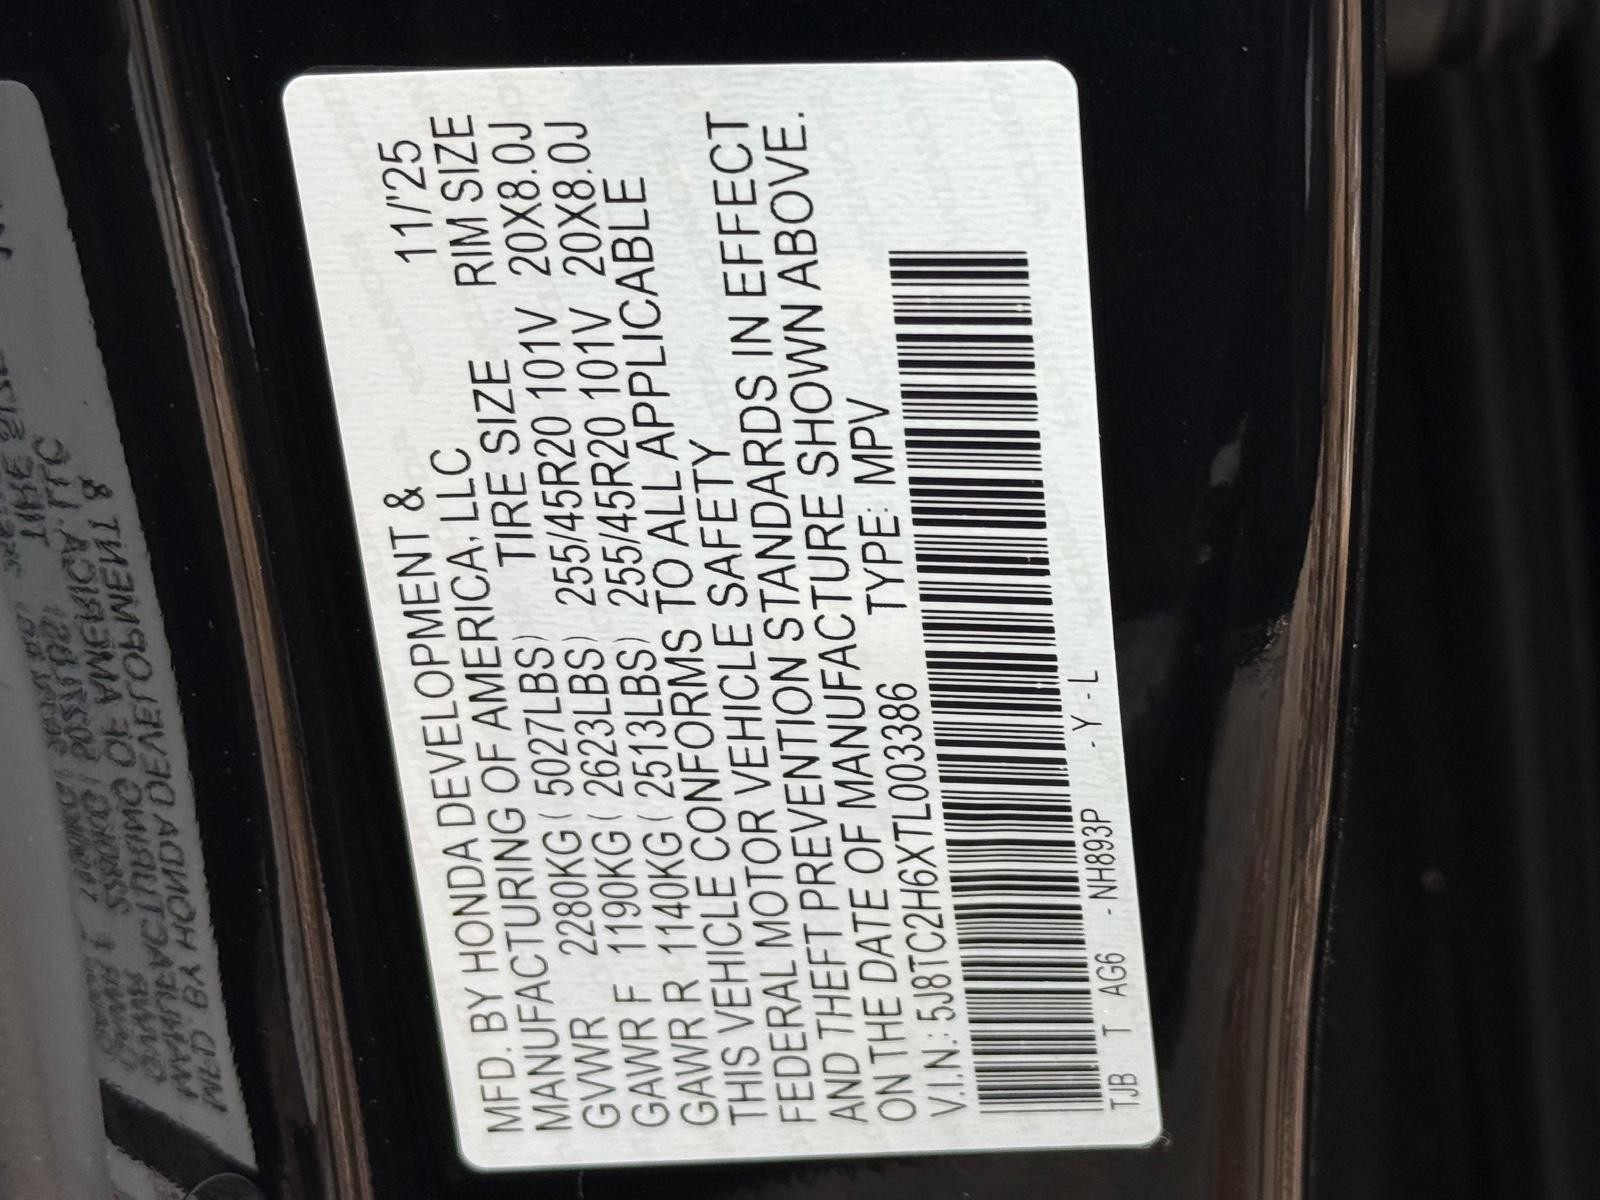 MFD. BY HONDA DEVELOPMENT & 11/'25
MANUFACTURING OF AMERICA, LLC RIM SIZE
TIRE SIZE
GVWR 2280KG ( 5027LBS) 255/45R20 101V 20X8.0J
GAWR F 1190KG ( 2623LBS) 255/45R20 101V 20X8.0J
GAWR R 1140KG ( 2513LBS)
THIS VEHICLE CONFORMS TO ALL APPLICABLE
FEDERAL MOTOR VEHICLE SAFETY
AND THEFT PREVENTION STANDARDS IN EFFECT
ON THE DATE OF MANUFACTURE SHOWN ABOVE.
V.I.N.: 5J8TC2H6XTL003386 TYPE: MPV
TJB T AG6 - NH893P - Y - L